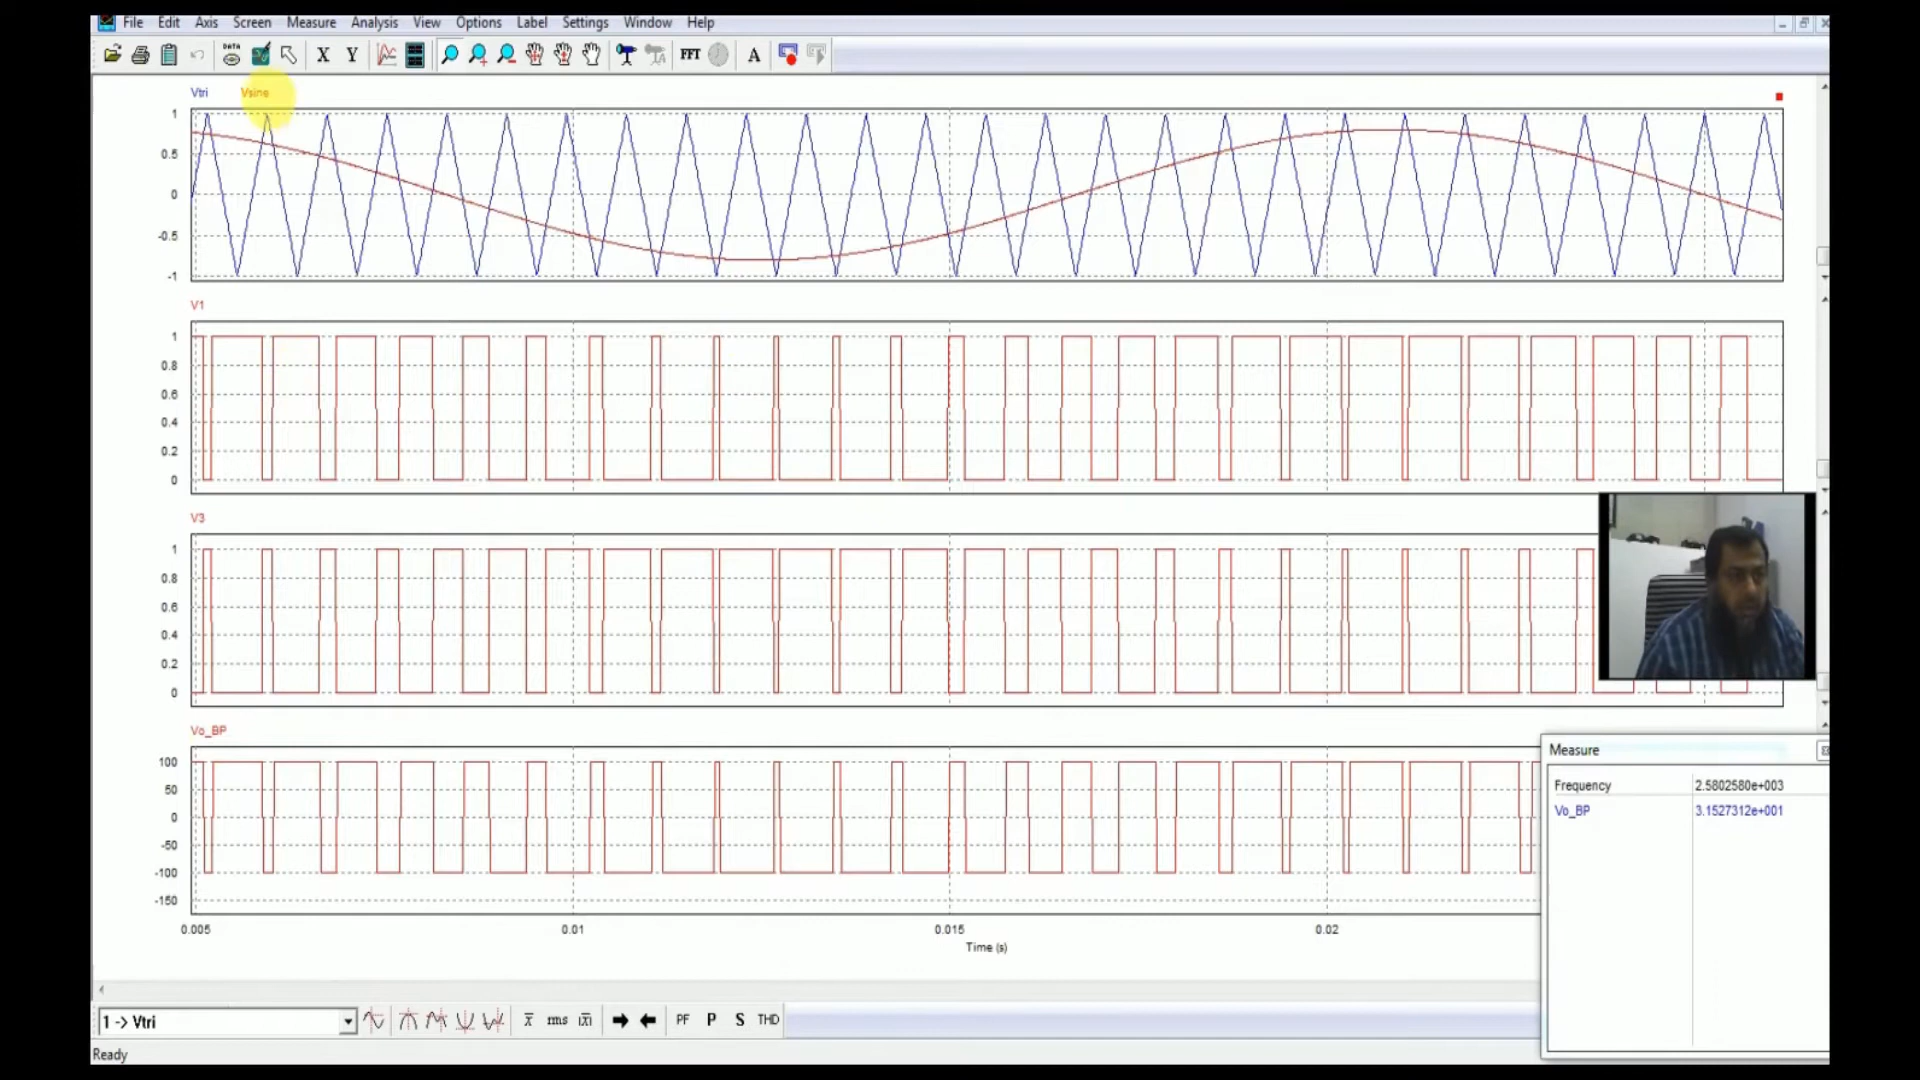 File Edit Axis Screen Measure Analysis View Options Label Settings Window Help
DATA X Y FFT A
Vtri Vsine
1
0.5
0
-0.5
-1
V1
1
0.8
0.6
0.4
0.2
0
V3
1
0.8
0.6
0.4
0.2
0
Vo_BP
100
50
0
-50
-100
-150
0.005 0.01 0.015 0.02
Time (s)
Measure
Frequency 2.5802580e+003
Vo_BP 3.1527312e+001
1 -> Vtri x rms |x| PF P S THD
Ready